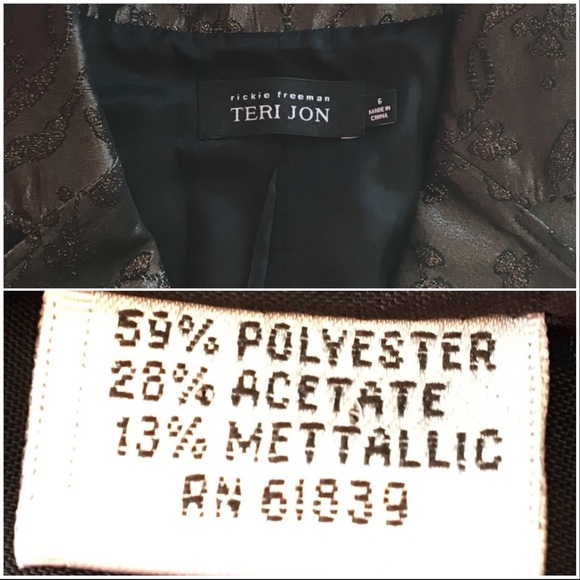 rickie freeman
TERI JON
6
MADE IN
CHINA
59% POLYESTER
28% ACETATE
13% METTALLIC
RN 61839